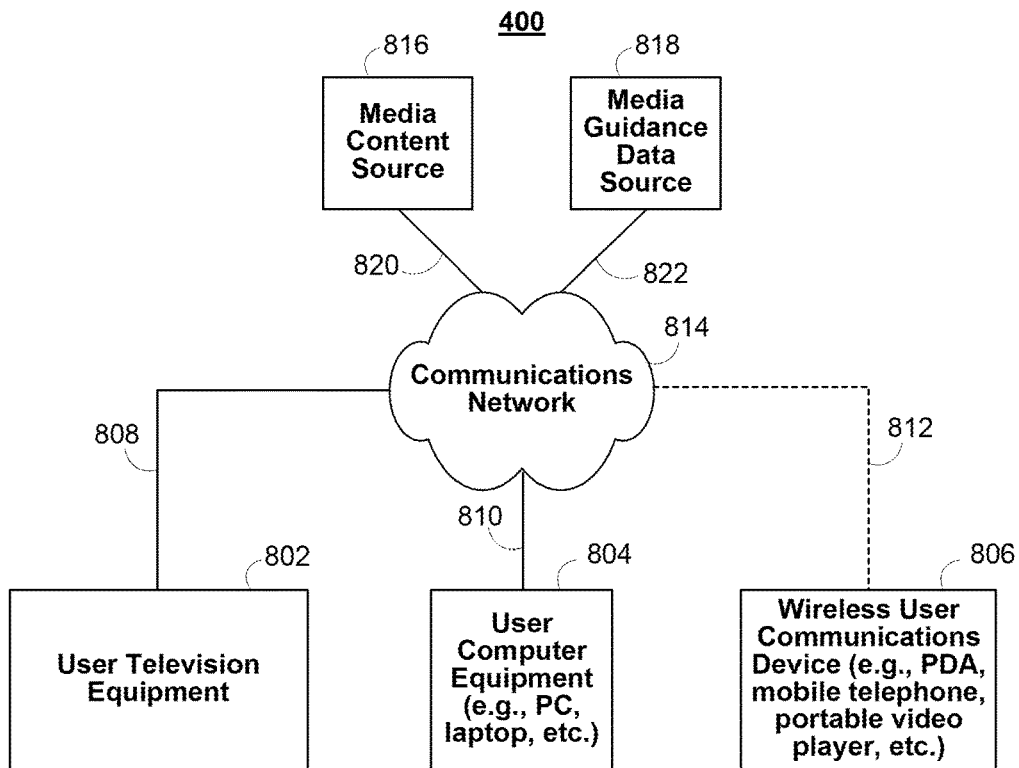 400
816
818
Media
Content
Source
Media
Guidance
Data
Source
820
822
814
Communications
Network
808
812
810
802
804
806
User Television
Equipment
User
Computer
Equipment
(e.g., PC,
laptop, etc.)
Wireless User
Communications
Device (e.g., PDA,
mobile telephone,
portable video
player, etc.)